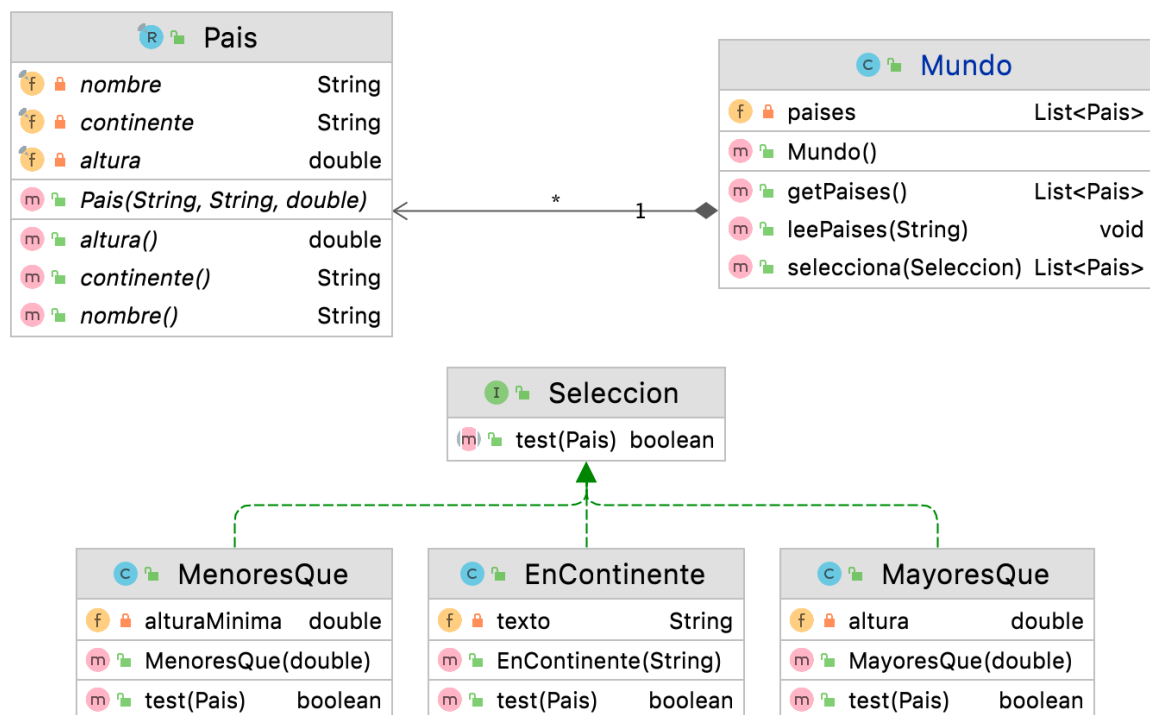 Pais
nombre String
continente String
altura double
Pais(String, String, double)
altura() double
continente() String
nombre() String
* 1
Mundo
paises List<Pais>
Mundo()
getPaises() List<Pais>
leePaises(String) void
selecciona(Seleccion) List<Pais>
Seleccion
test(Pais) boolean
MenoresQue
alturaMinima double
MenoresQue(double)
test(Pais) boolean
EnContinente
texto String
EnContinente(String)
test(Pais) boolean
MayoresQue
altura double
MayoresQue(double)
test(Pais) boolean